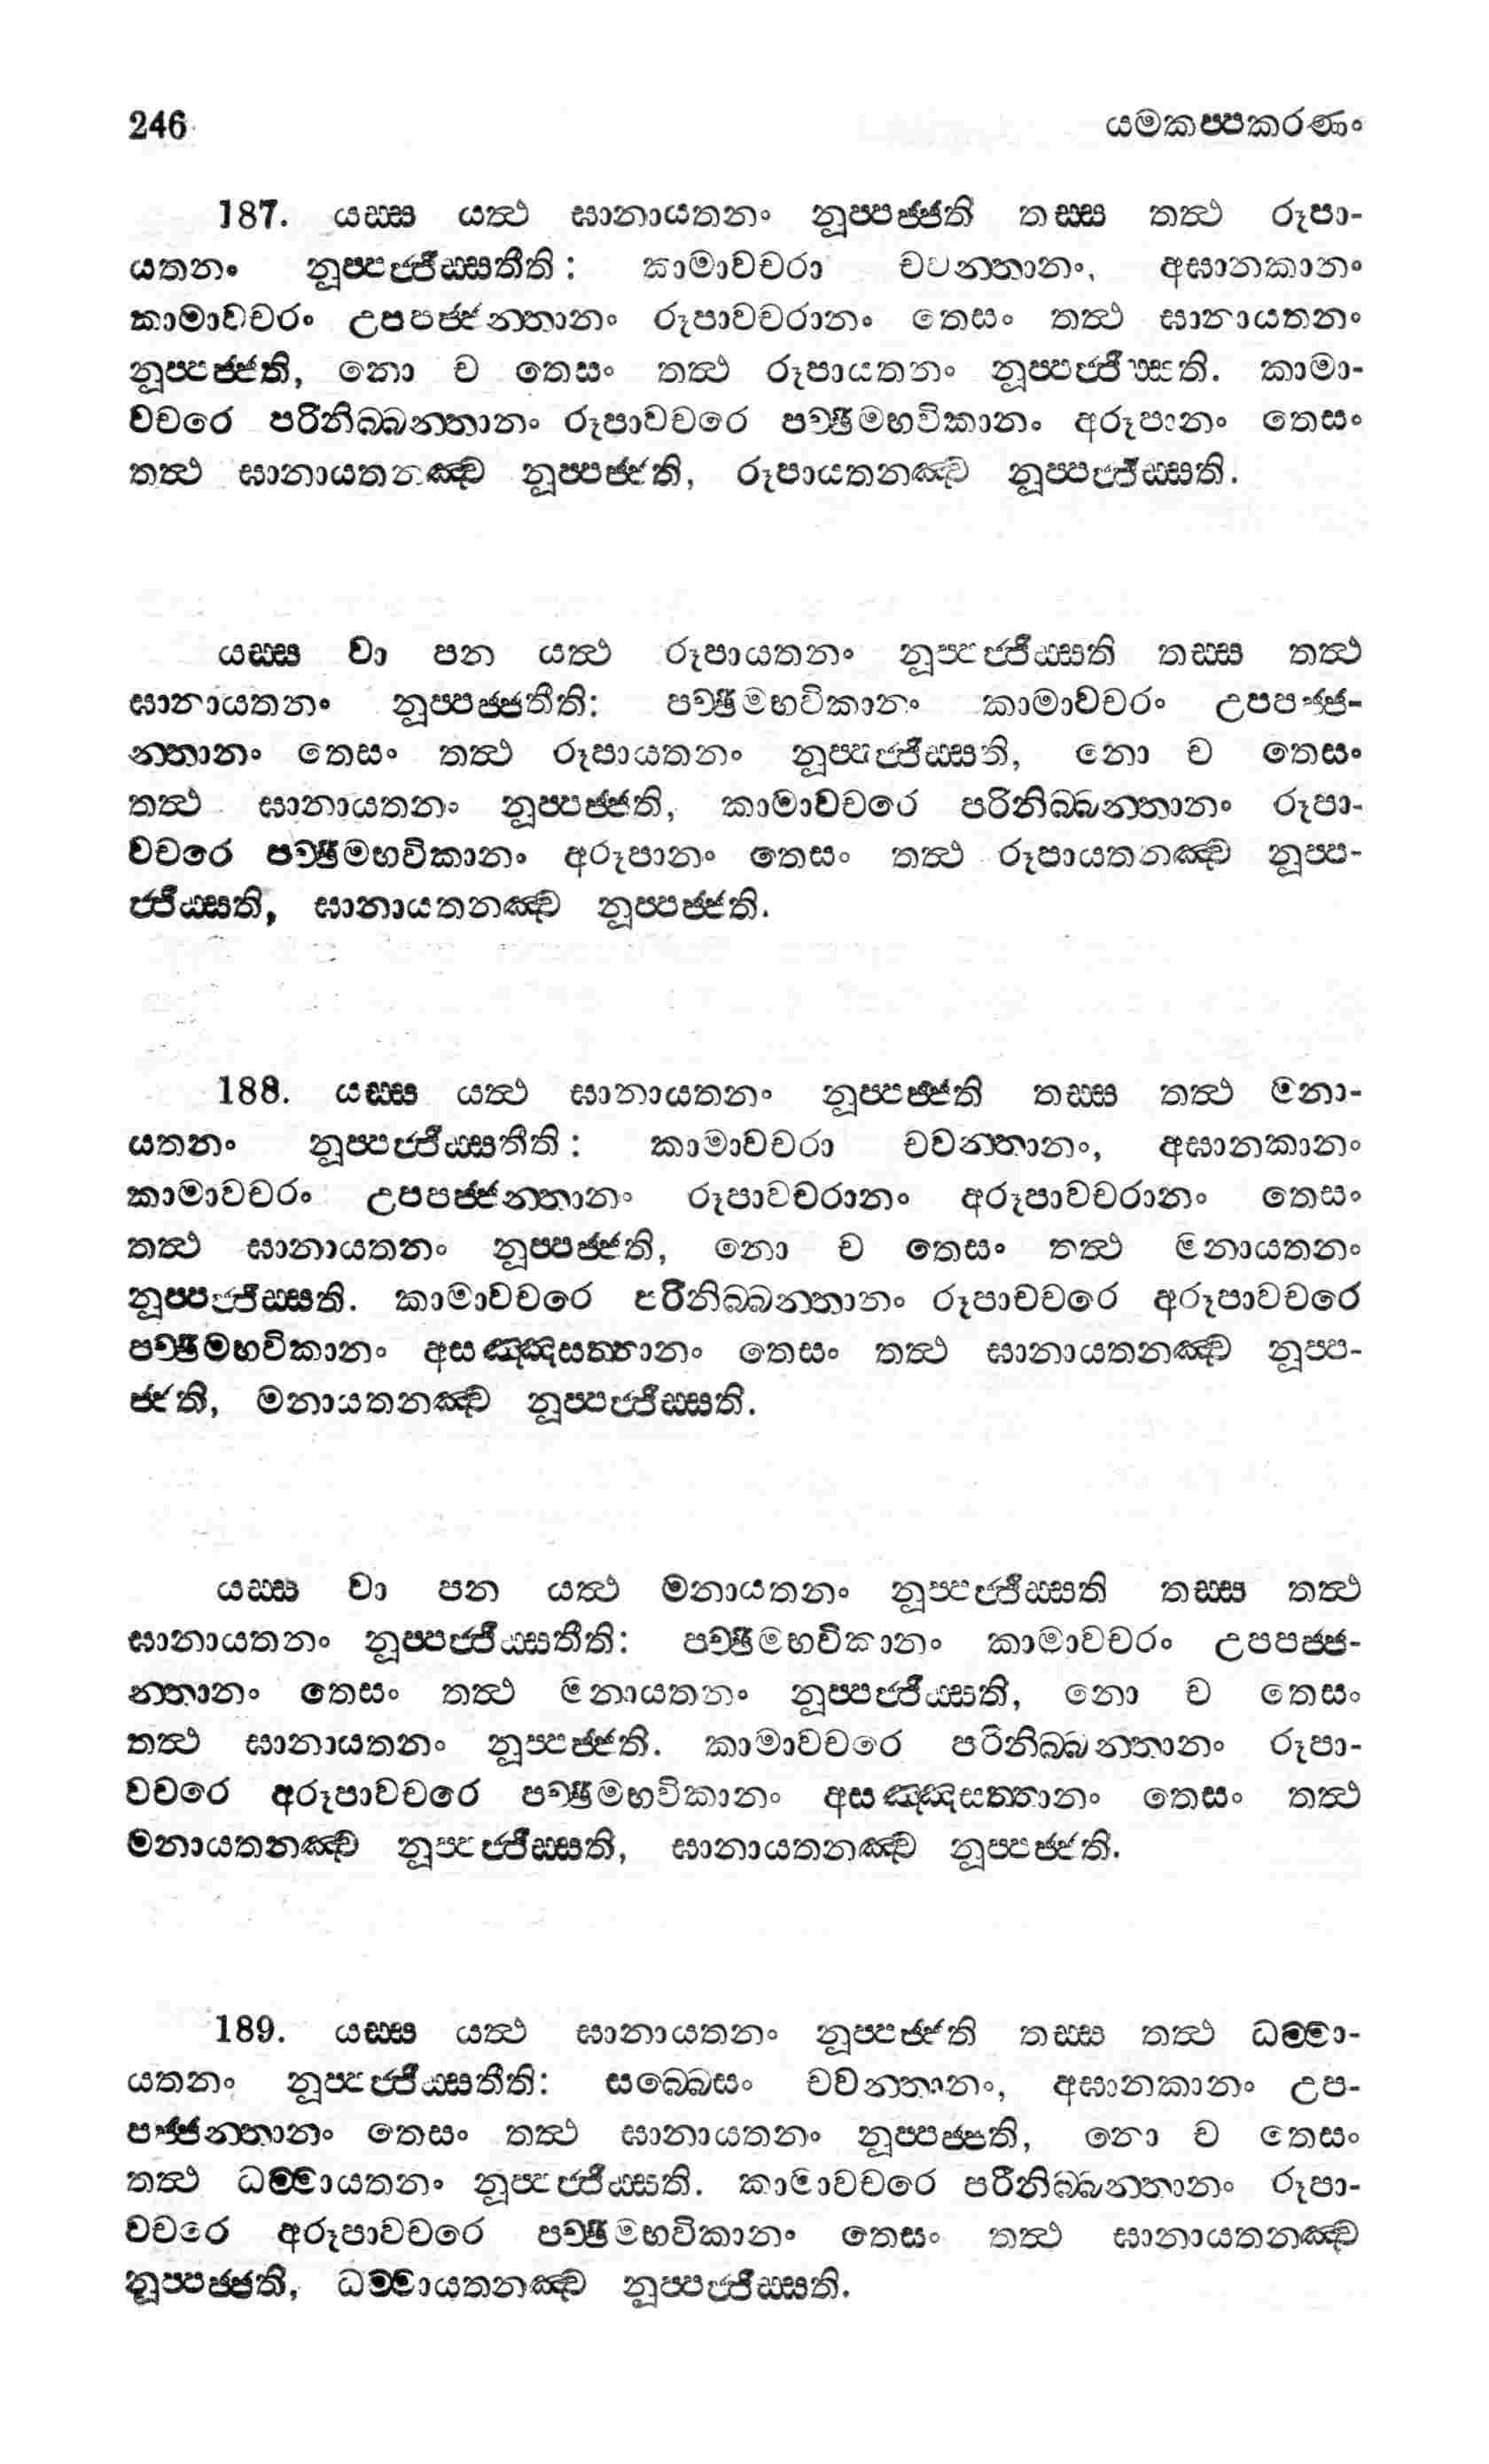 246 යමකප්පකරණං
187. යස්ස යත්ථ ඝානායතනං නූප්පජ්ජති තස්ස තත්ථ රූපා-
යතනං නූප්පජ්ජිස්සතීති: කාමාවචරා චවන්තානං, අඝානකානං
කාමාවචරං උපපජ්ජන්තානං රූපාවචරානං තෙසං තත්ථ ඝානායතනං
නූප්පජ්ජති, නො ච තෙසං තත්ථ රූපායතනං නූප්පජ්ජිස්සති. කාමා-
වචරෙ පරිනිබ්බන්තානං රූපාවචරෙ පච්ඡිමභවිකානං අරූපානං තෙසං
තත්ථ ඝානායතනඤ්ච නූප්පජ්ජති, රූපායතනඤ්ච නූප්පජ්ජිස්සති.
යස්ස වා පන යත්ථ රූපායතනං නූප්පජ්ජිස්සති තස්ස තත්ථ
ඝානායතනං නූප්පජ්ජතීති: පච්ඡිමභවිකානං කාමාවචරං උපපජ්ජ-
න්තානං තෙසං තත්ථ රූපායතනං නූප්පජ්ජිස්සති, නො ච තෙසං
තත්ථ ඝානායතනං නූප්පජ්ජති, කාමාවචරෙ පරිනිබ්බන්තානං රූපා-
වචරෙ පච්ඡිමභවිකානං අරූපානං තෙසං තත්ථ රූපායතනඤ්ච නූප්ප-
ජ්ජිස්සති, ඝානායතනඤ්ච නූප්පජ්ජති.
188. යස්ස යත්ථ ඝානායතනං නූප්පජ්ජති තස්ස තත්ථ මනා-
යතනං නූප්පජ්ජිස්සතීති: කාමාවචරා චවන්තානං, අඝානකානං
කාමාවචරං උපපජ්ජන්තානං රූපාවචරානං අරූපාවචරානං තෙසං
තත්ථ ඝානායතනං නූප්පජ්ජති, නො ච තෙසං තත්ථ මනායතනං
නූප්පජ්ජිස්සති. කාමාවචරෙ පරිනිබ්බන්තානං රූපාවචරෙ අරූපාවචරෙ
පච්ඡිමභවිකානං අසඤ්ඤසත්තානං තෙසං තත්ථ ඝානායතනඤ්ච නූප්ප-
ජ්ජති, මනායතනඤ්ච නූප්පජ්ජිස්සති.
යස්ස වා පන යත්ථ මනායතනං නූප්පජ්ජිස්සති තස්ස තත්ථ
ඝානායතනං නූප්පජ්ජිස්සතීති: පච්ඡිමභවිකානං කාමාවචරං උපපජ්ජ-
න්තානං තෙසං තත්ථ මනායතනං නූප්පජ්ජිස්සති, නො ච තෙසං
තත්ථ ඝානායතනං නූප්පජ්ජති. කාමාවචරෙ පරිනිබ්බන්තානං රූපා-
වචරෙ අරූපාවචරෙ පච්ඡිමභවිකානං අසඤ්ඤසත්තානං තෙසං තත්ථ
මනායතනඤ්ච නූප්පජ්ජිස්සති, ඝානායතනඤ්ච නූප්පජ්ජති.
189. යස්ස යත්ථ ඝානායතනං නූප්පජ්ජති තස්ස තත්ථ ධම්මා-
යතනං නූප්පජ්ජිස්සතීති: සබ්බෙසං චවන්තානං, අඝානකානං උප-
පජ්ජන්තානං තෙසං තත්ථ ඝානායතනං නූප්පජ්ජති, නො ච තෙසං
තත්ථ ධම්මායතනං නූප්පජ්ජිස්සති. කාමාවචරෙ පරිනිබ්බන්තානං රූපා-
වචරෙ අරූපාවචරෙ පච්ඡිමභවිකානං තෙසං තත්ථ ඝානායතනඤ්ච
නූප්පජ්ජති, ධම්මායතනඤ්ච නූප්පජ්ජිස්සති.